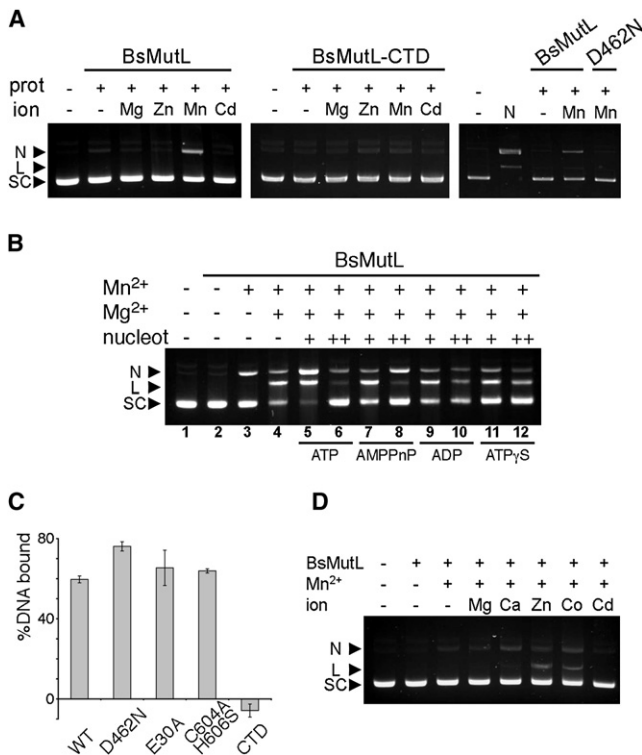 A
BsMutL
BsMutL-CTD
BsMutL
D462N
prot - + + + + + - + + + + + - + + +
ion - - Mg Zn Mn Cd - - Mg Zn Mn Cd - N - Mn Mn
N
L
SC
B
BsMutL
Mn2+ - - + + + + + + + + + +
Mg2+ - - - + + + + + + + + +
nucleot - - - - + ++ + ++ + ++ + ++
N
L
SC
1 2 3 4 5 6 7 8 9 10 11 12
ATP AMPPnP ADP ATPγS
C
%DNA bound
80
40
0
WT D462N E30A C604A H606S CTD
D
BsMutL - + + + + + + +
Mn2+ - - + + + + + +
ion - - - Mg Ca Zn Co Cd
N
L
SC